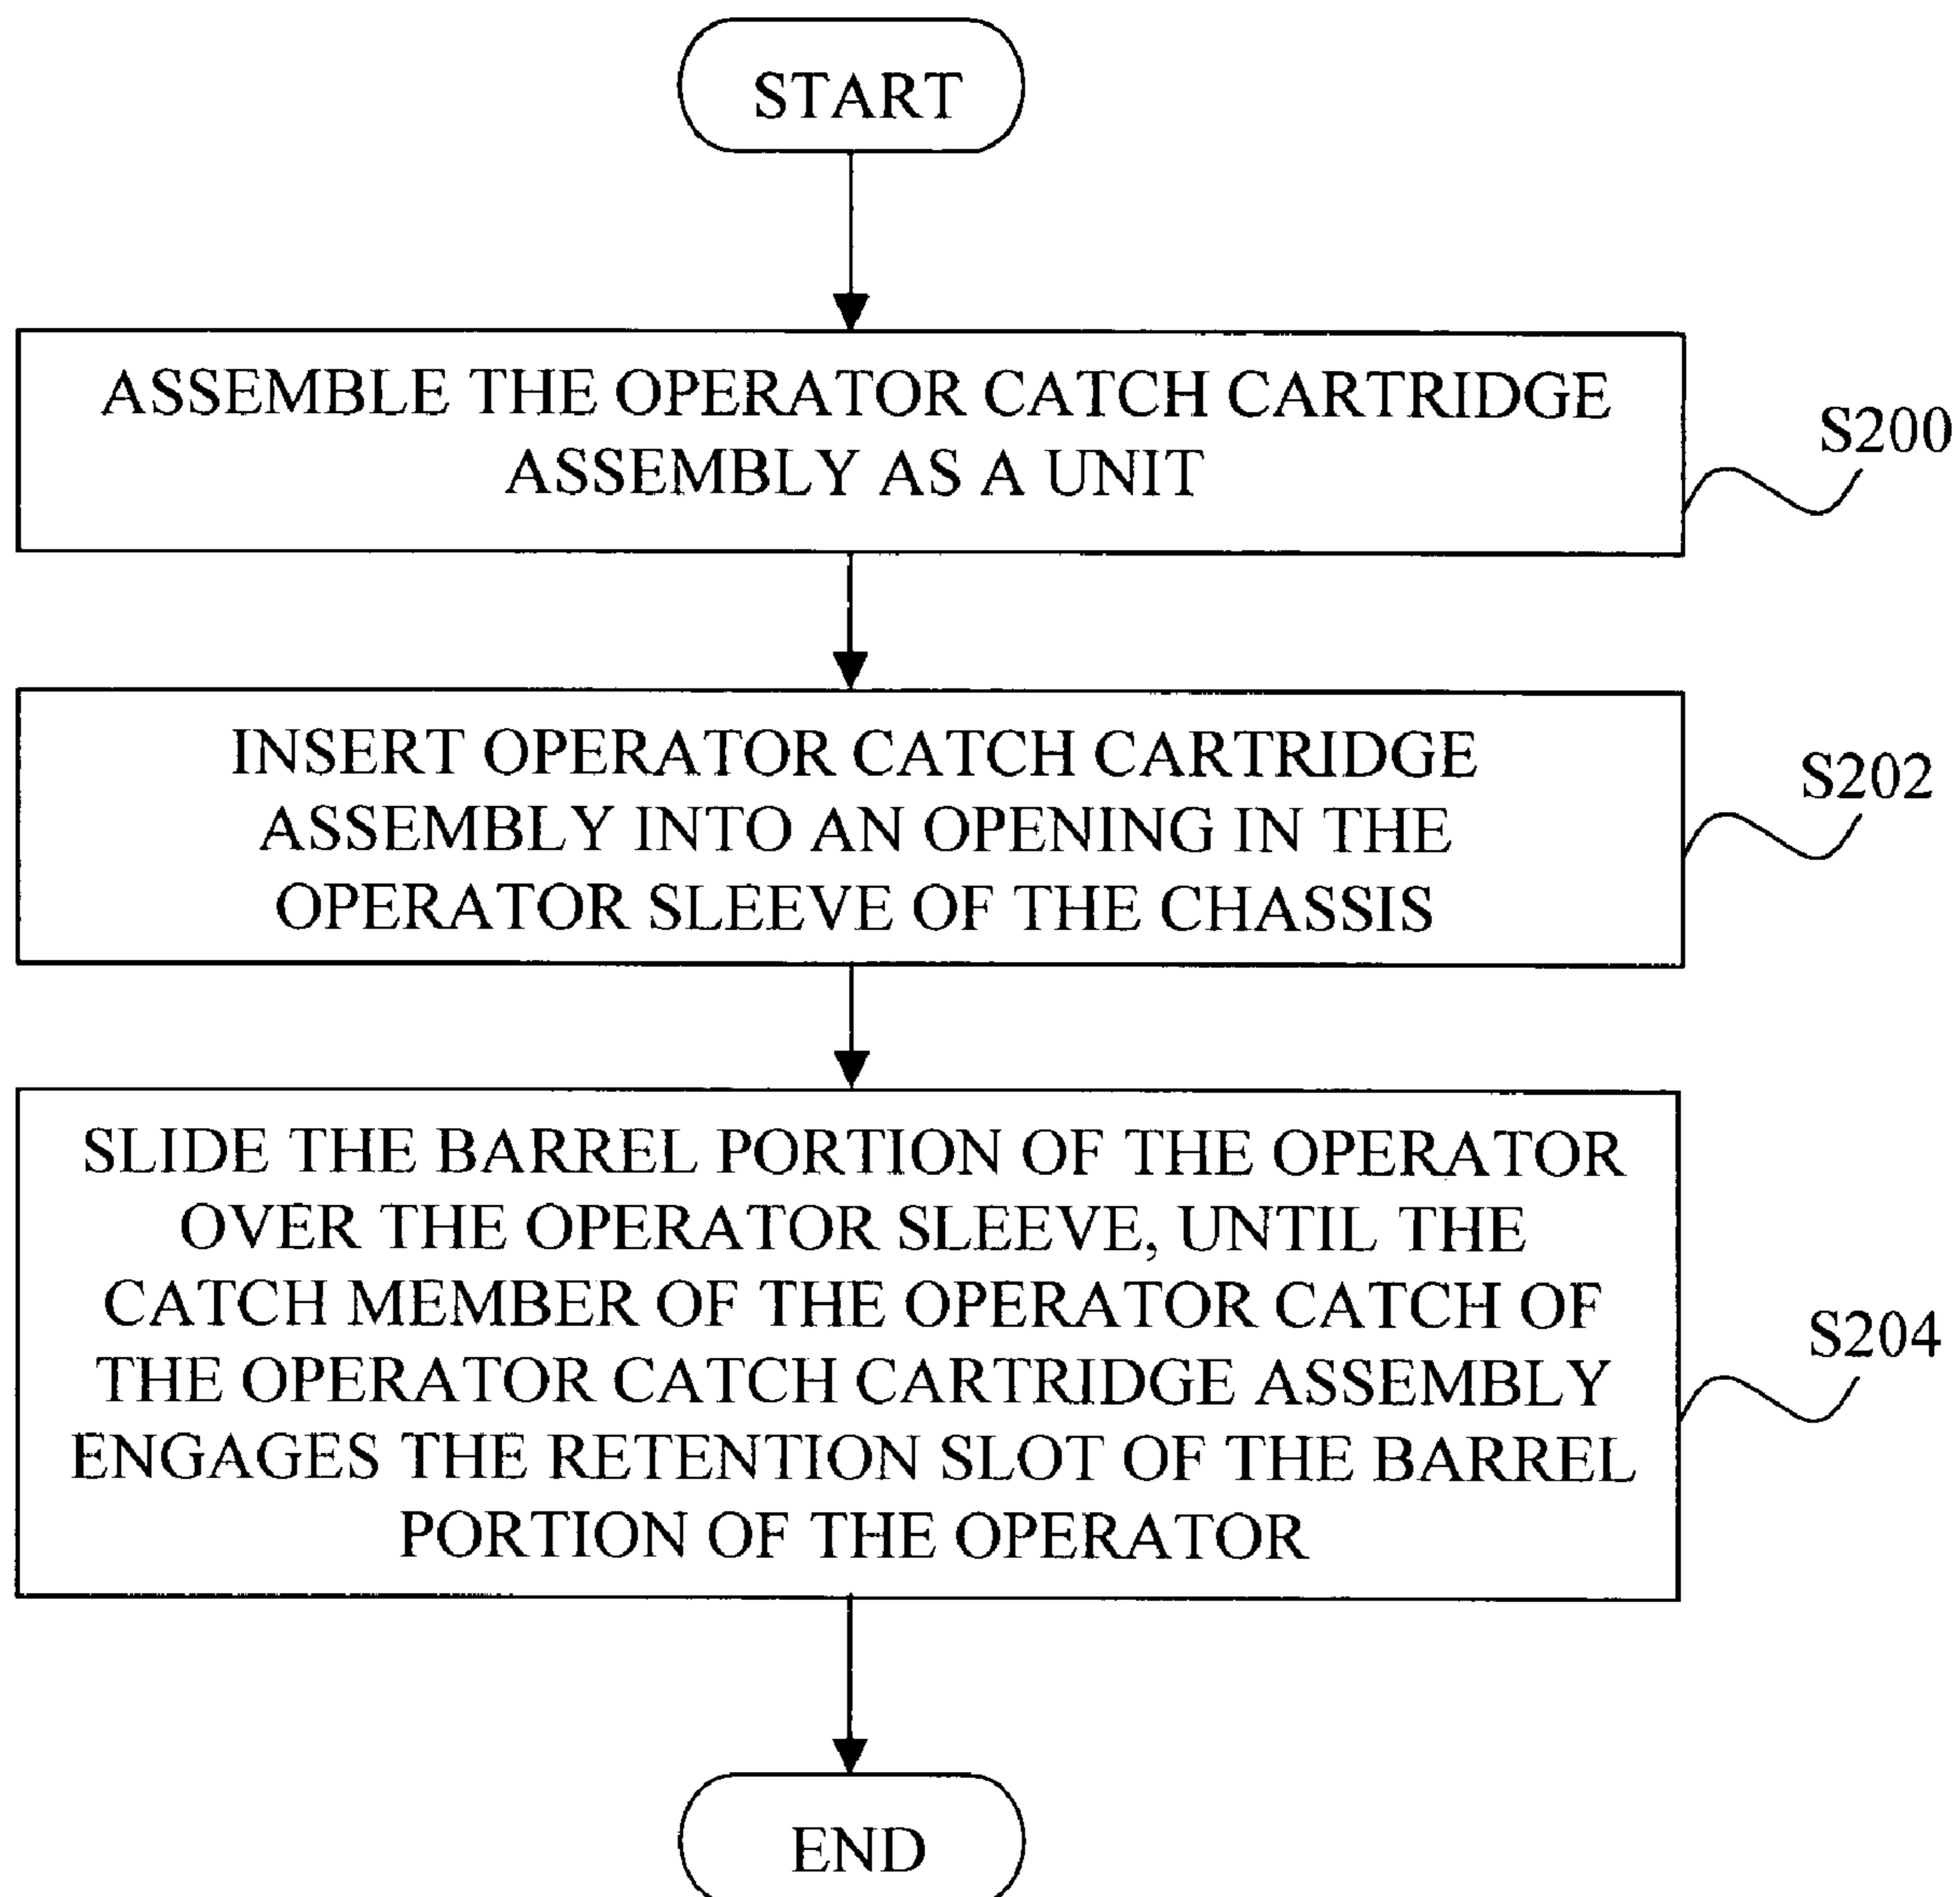 START
ASSEMBLE THE OPERATOR CATCH CARTRIDGE
ASSEMBLY AS A UNIT
S200
INSERT OPERATOR CATCH CARTRIDGE
ASSEMBLY INTO AN OPENING IN THE
OPERATOR SLEEVE OF THE CHASSIS
S202
SLIDE THE BARREL PORTION OF THE OPERATOR
OVER THE OPERATOR SLEEVE, UNTIL THE
CATCH MEMBER OF THE OPERATOR CATCH OF
THE OPERATOR CATCH CARTRIDGE ASSEMBLY
ENGAGES THE RETENTION SLOT OF THE BARREL
PORTION OF THE OPERATOR
S204
END